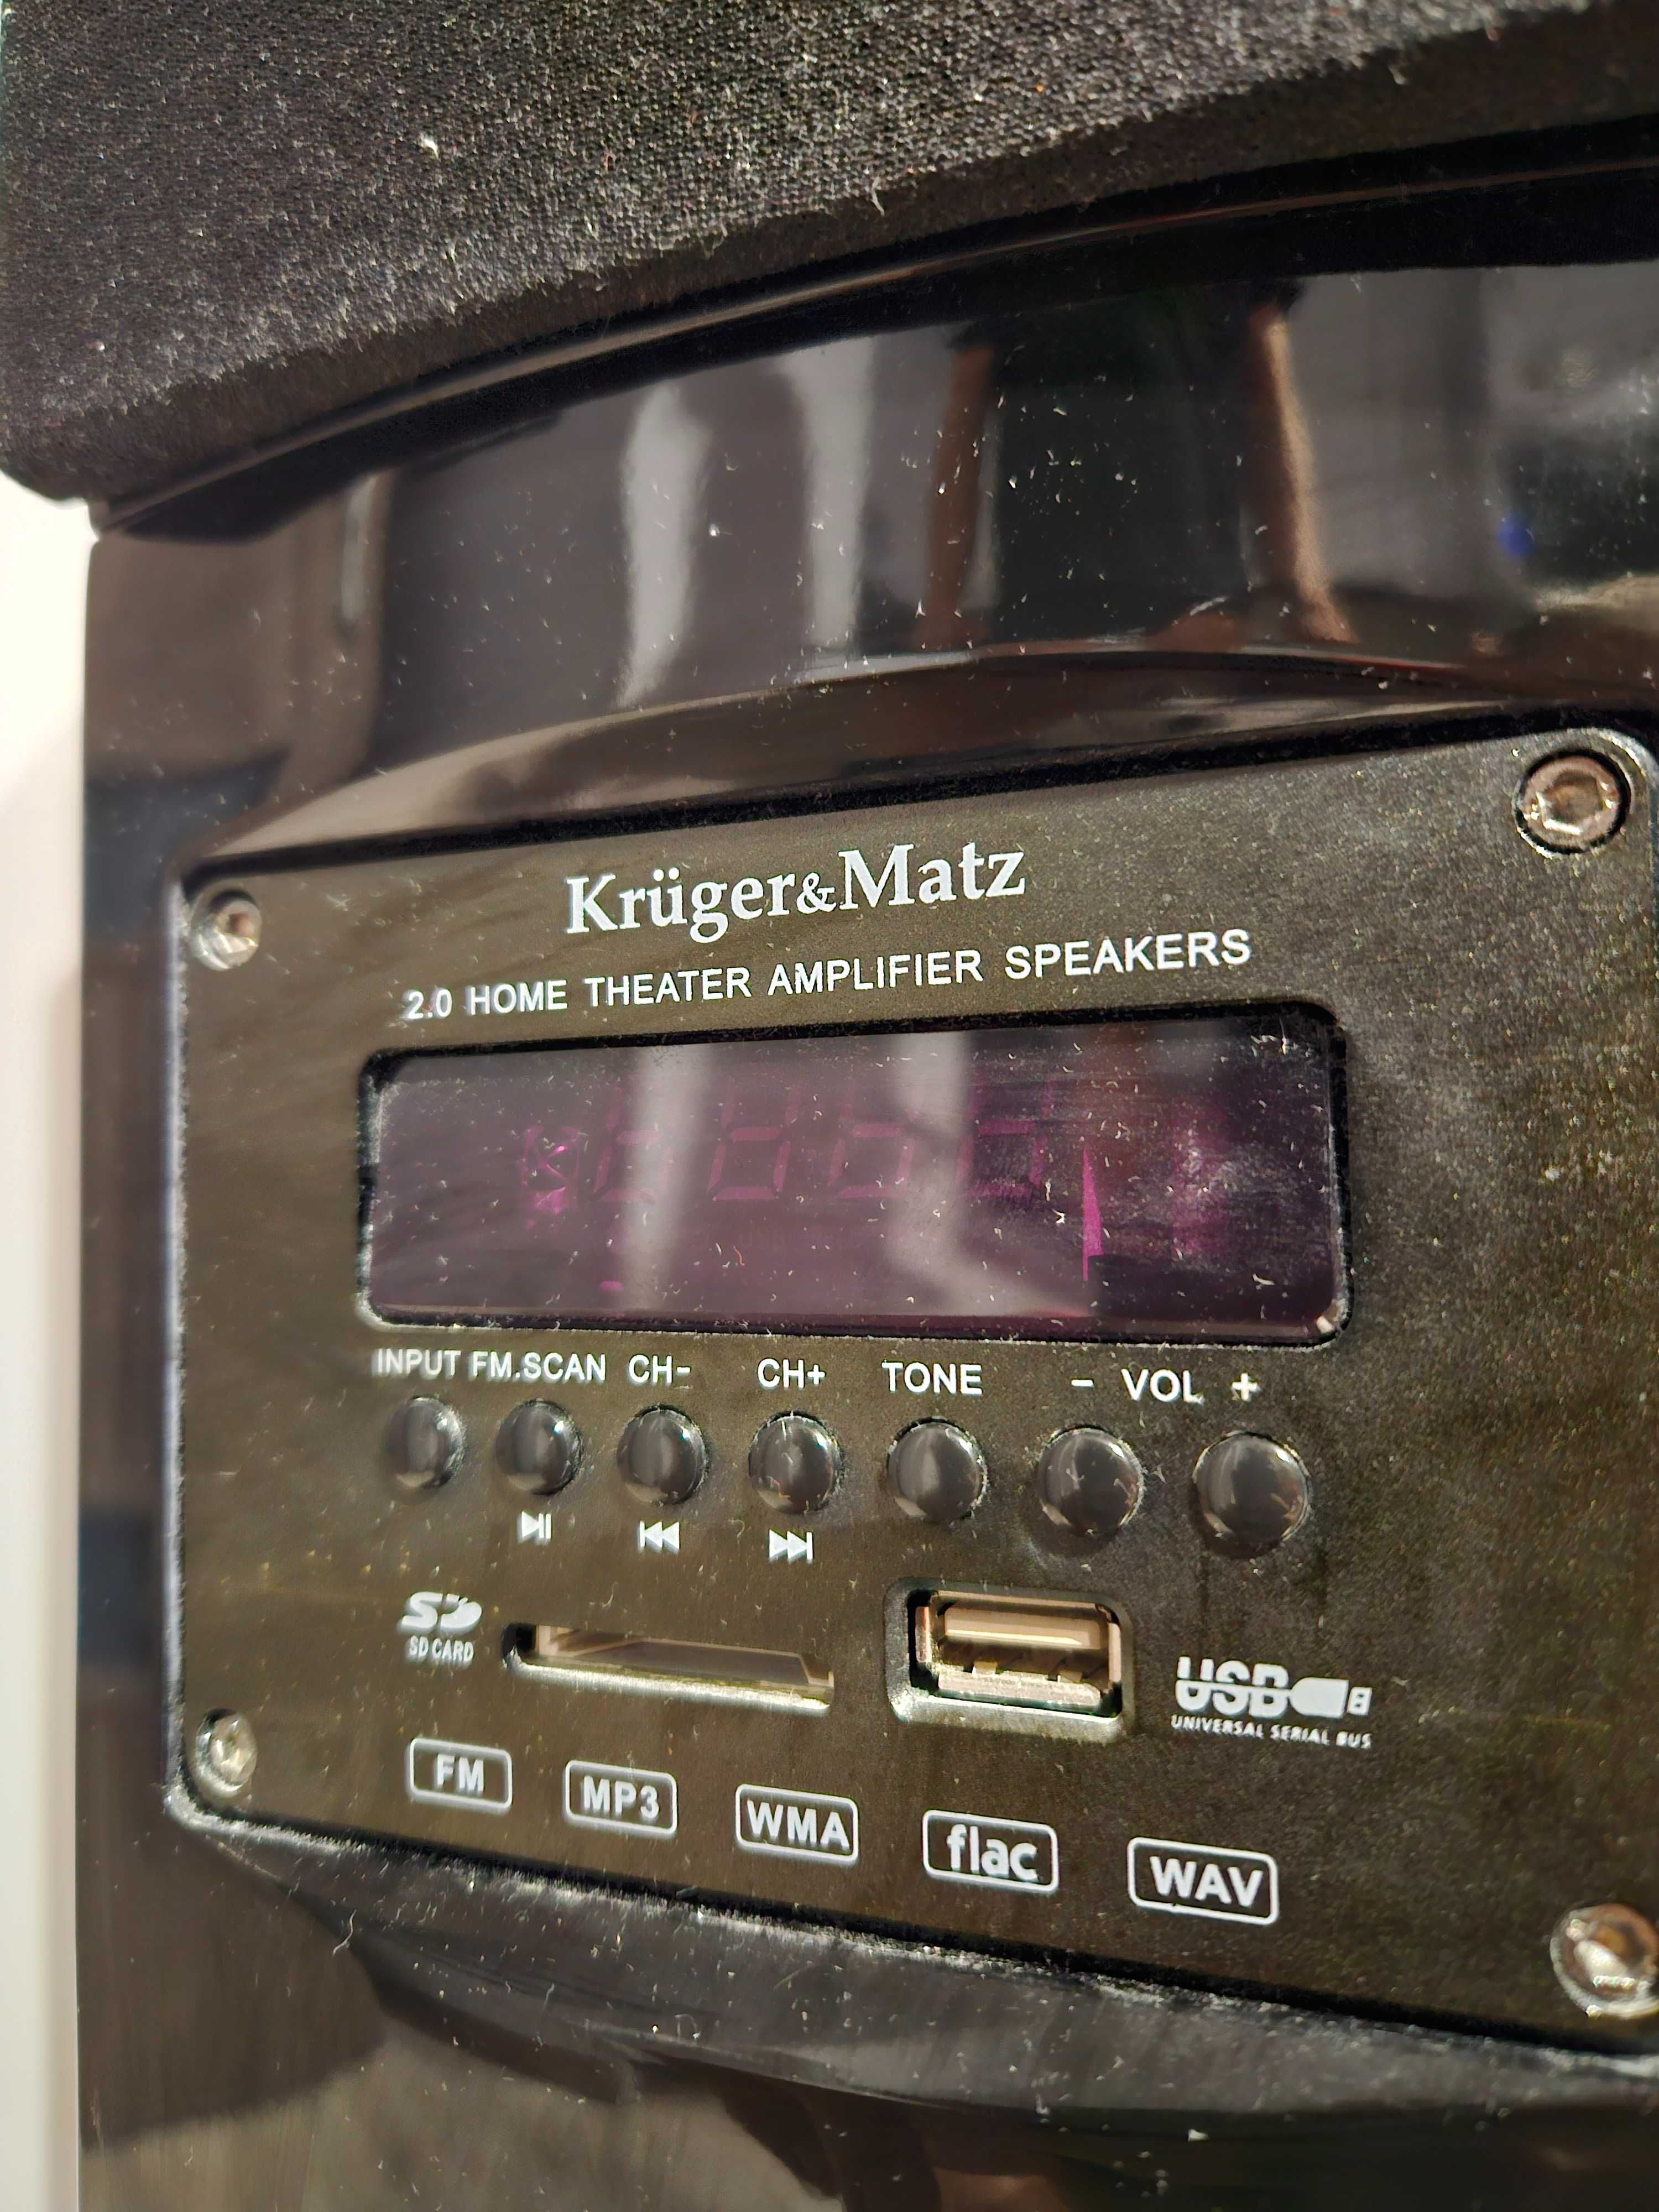 Krüger&Matz
2.0 HOME THEATER AMPLIFIER SPEAKERS
INPUT FM.SCAN CH- CH+ TONE - VOL +
SD
SD CARD
USB
UNIVERSAL SERIAL BUS
FM MP3 WMA flac WAV